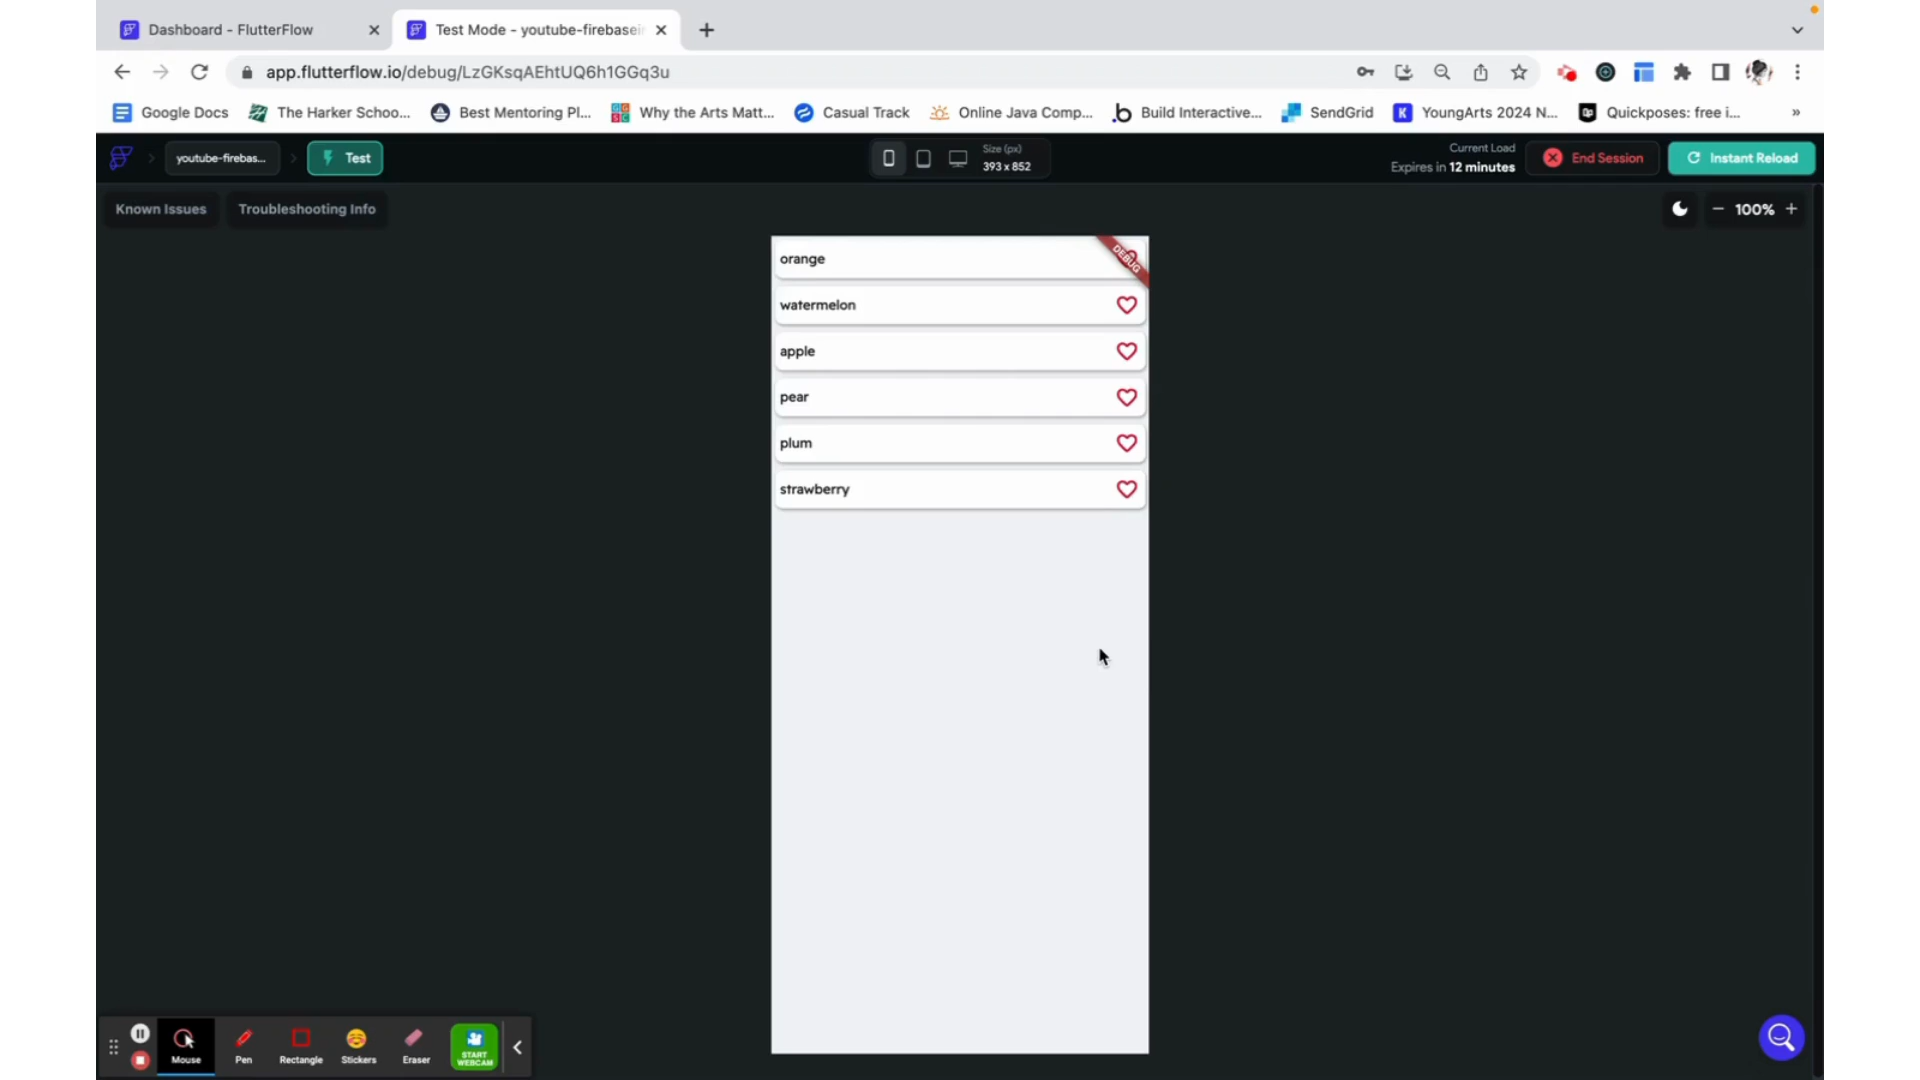 Dashboard - FlutterFlow
Test Mode - youtube-firebasein
app.flutterflow.io/debug/LzGKsqAEhtUQ6h1GGq3u
Google Docs
The Harker Schoo...
Best Mentoring Pl...
Why the Arts Matt...
Casual Track
Online Java Comp...
Build Interactive...
SendGrid
YoungArts 2024 N...
Quickposes: free i...
»
youtube-firebas...
Test
Size (px)
393 x 852
Current Load
Expires in 12 minutes
End Session
Instant Reload
Known Issues
Troubleshooting Info
100%
DEBUG
orange
watermelon
apple
pear
plum
strawberry
Mouse
Pen
Rectangle
Stickers
Eraser
START
WEBCAM